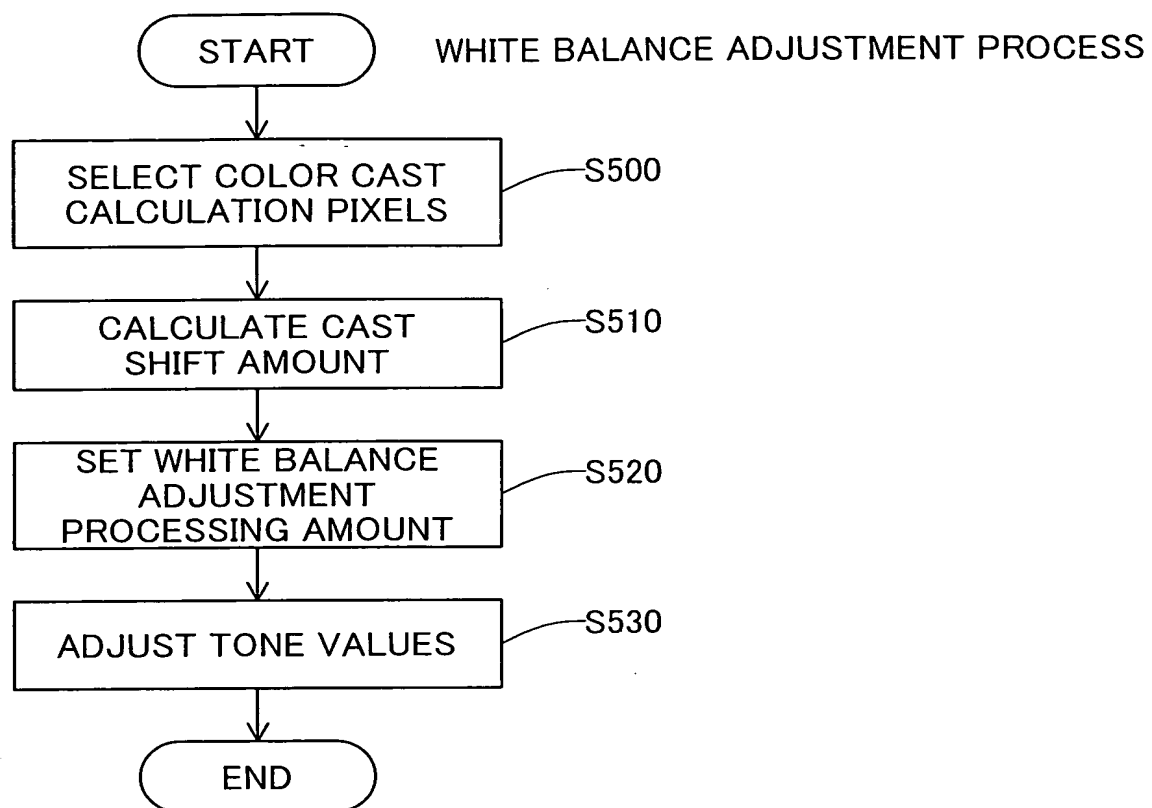 START
WHITE BALANCE ADJUSTMENT PROCESS
SELECT COLOR CAST
CALCULATION PIXELS
S500
CALCULATE CAST
SHIFT AMOUNT
S510
SET WHITE BALANCE
ADJUSTMENT
PROCESSING AMOUNT
S520
ADJUST TONE VALUES
S530
END